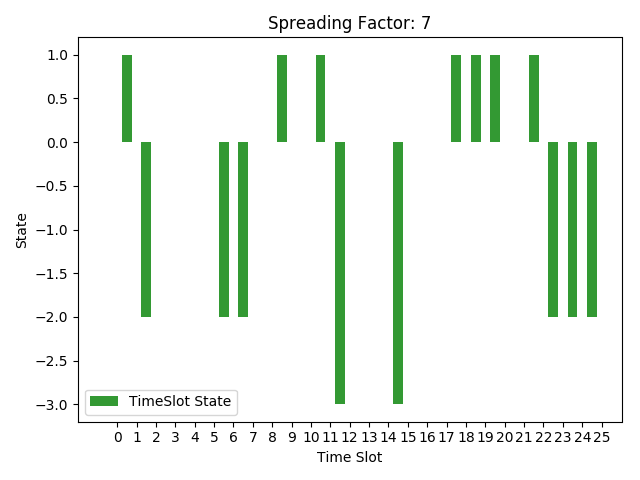 Spreading Factor: 7
1.0
0.5
0.0
−0.5
−1.0
−1.5
−2.0
−2.5
−3.0
State
TimeSlot State
0 1 2 3 4 5 6 7 8 9 10 11 12 13 14 15 16 17 18 19 20 21 22 23 24 25
Time Slot